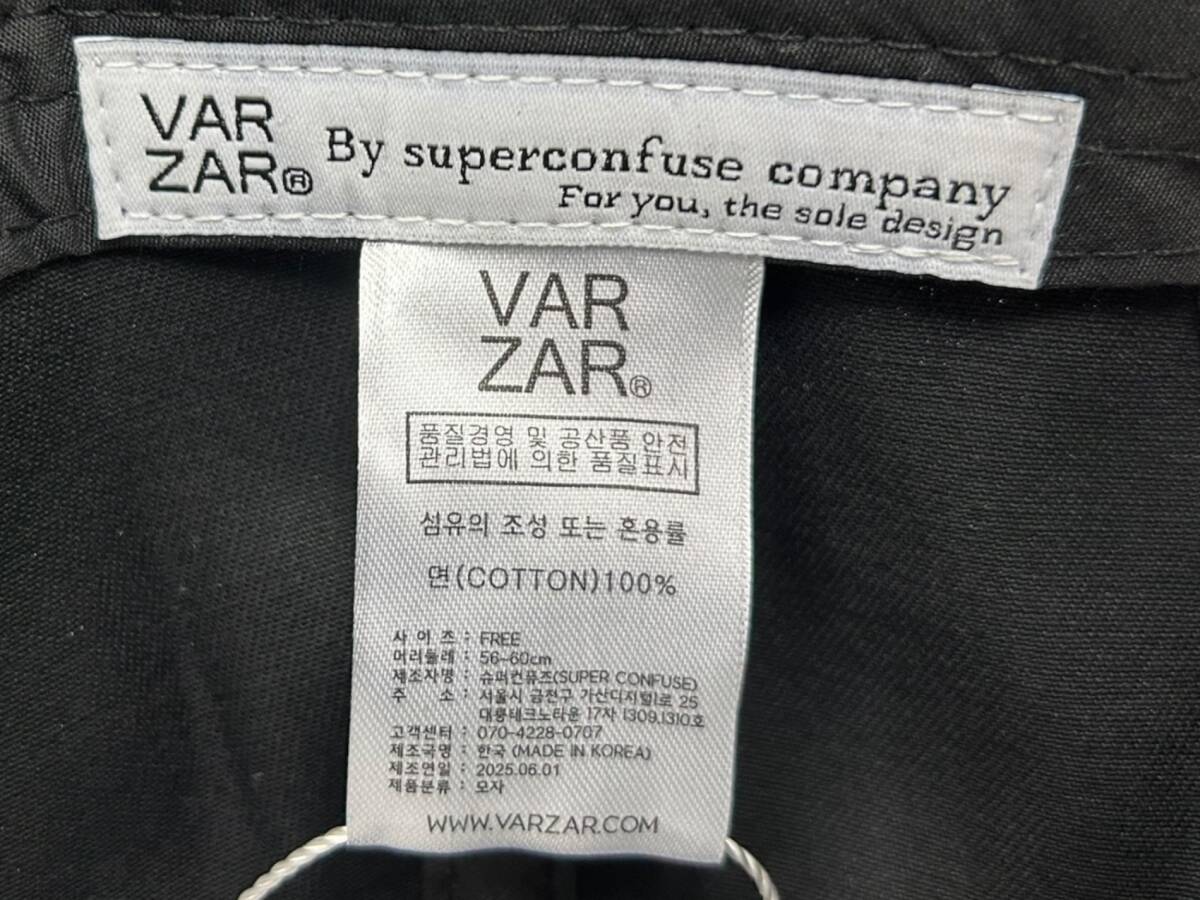 VAR
ZAR® By superconfuse company
For you, the sole design
VAR
ZAR®
품질경영 및 공산품 안전
관리법에 의한 품질표시
섬유의 조성 또는 혼용률
면(COTTON)100%
사 이 즈 : FREE
머리둘레 : 56~60cm
제조자명 : 슈퍼컨퓨즈(SUPER CONFUSE)
주 소 : 서울시 금천구 가산디지털1로 25
대륭테크노타운 17차 1309,1310호
고객센터 : 070-4228-0707
제조국명 : 한국 (MADE IN KOREA)
제조연일 : 2025.06.01
제품분류 : 모자
WWW.VARZAR.COM